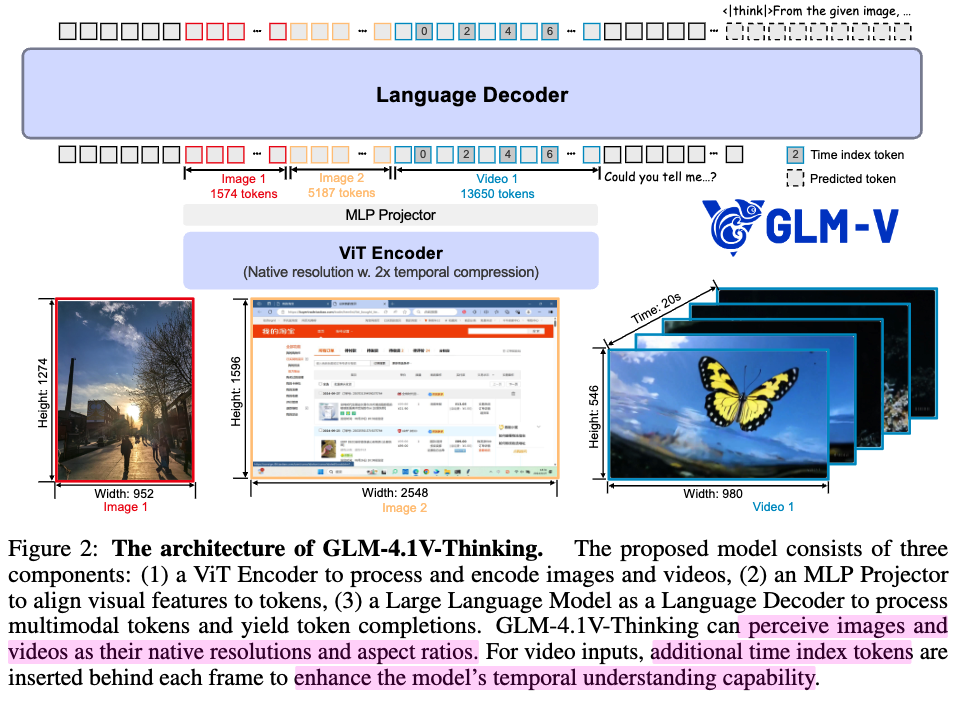 <|think|>From the given image, ...
0 2 4 6
Language Decoder
0 2 4 6
2 Time index token
Predicted token
Image 1
1574 tokens
Image 2
5187 tokens
Video 1
13650 tokens
Could you tell me...?
MLP Projector
GLM-V
ViT Encoder
(Native resolution w. 2x temporal compression)
Time: 20s
Height: 1274
Height: 1596
我的淘宝
Height: 546
Width: 952
Image 1
Width: 2548
Image 2
Width: 980
Video 1
Figure 2: The architecture of GLM-4.1V-Thinking. The proposed model consists of three
components: (1) a ViT Encoder to process and encode images and videos, (2) an MLP Projector
to align visual features to tokens, (3) a Large Language Model as a Language Decoder to process
multimodal tokens and yield token completions. GLM-4.1V-Thinking can perceive images and
videos as their native resolutions and aspect ratios. For video inputs, additional time index tokens are
inserted behind each frame to enhance the model's temporal understanding capability.